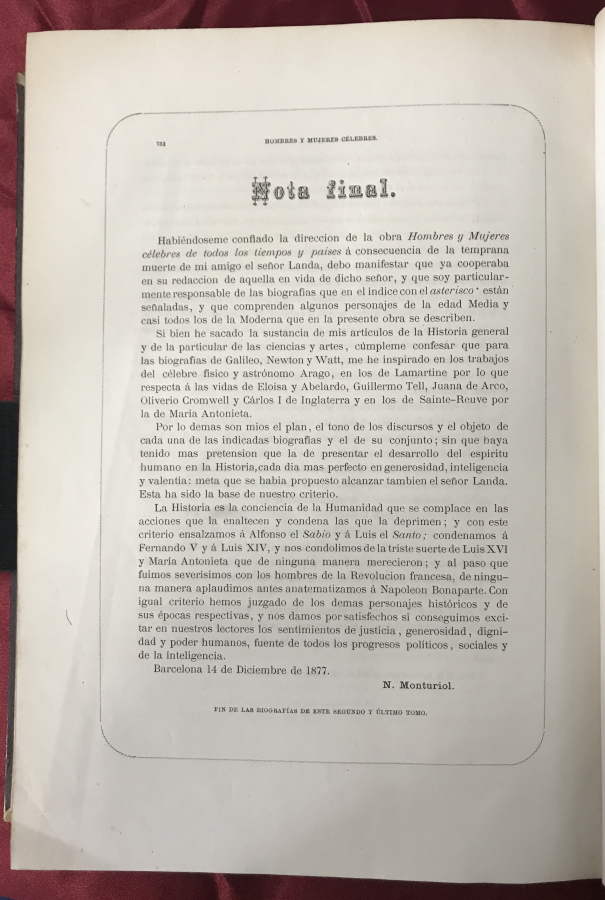 HOMBRES Y MUJERES CÉLEBRES.
Nota final.
Habiéndoseme confiado la direccion de la obra Hombres y Mujeres
célebres de todos los tiempos y paises á consecuencia de la temprana
muerte de mi amigo el señor Landa, debo manifestar que ya cooperaba
en su redaccion de aquella en vida de dicho señor, y que soy particular-
mente responsable de las biografías que en el índice con el asterisco * están
señaladas, y que comprenden algunos personajes de la edad Media y
casi todos los de la Moderna que en la presente obra se describen.
Si bien he sacado la sustancia de mis artículos de la Historia general
y de la particular de las ciencias y artes, cúmpleme confesar que para
las biografías de Galileo, Newton y Watt, me he inspirado en los trabajos
del célebre físico y astrónomo Arago, en los de Lamartine por lo que
respecta á las vidas de Eloisa y Abelardo, Guillermo Tell, Juana de Arco,
Oliverio Cromwell y Cárlos I de Inglaterra y en los de Sainte-Reuve por
la de María Antonieta.
Por lo demas son mios el plan, el tono de los discursos y el objeto de
cada una de las indicadas biografías y el de su conjunto; sin que haya
tenido mas pretension que la de presentar el desarrollo del espíritu
humano en la Historia, cada dia mas perfecto en generosidad, inteligencia
y valentía: meta que se habia propuesto alcanzar tambien el señor Landa.
Esta ha sido la base de nuestro criterio.
La Historia es la conciencia de la Humanidad que se complace en las
acciones que la enaltecen y condena las que la deprimen; y con este
criterio ensalzamos á Alfonso el Sabio y á Luis el Santo; condenamos á
Fernando V y á Luis XIV, y nos condolimos de la triste suerte de Luis XVI
y María Antonieta que de ninguna manera merecieron; y al paso que
fuimos severísimos con los hombres de la Revolucion francesa, de ningu-
na manera aplaudimos antes anatematizamos á Napoleon Bonaparte. Con
igual criterio hemos juzgado de los demas personajes históricos y de
sus épocas respectivas, y nos damos por satisfechos si conseguimos exci-
tar en nuestros lectores los sentimientos de justicia, generosidad, digni-
dad y poder humanos, fuente de todos los progresos políticos, sociales y
de la inteligencia.
Barcelona 14 de Diciembre de 1877.
N. Monturiol.
FIN DE LAS BIOGRAFÍAS DE ESTE SEGUNDO Y ÚLTIMO TOMO.